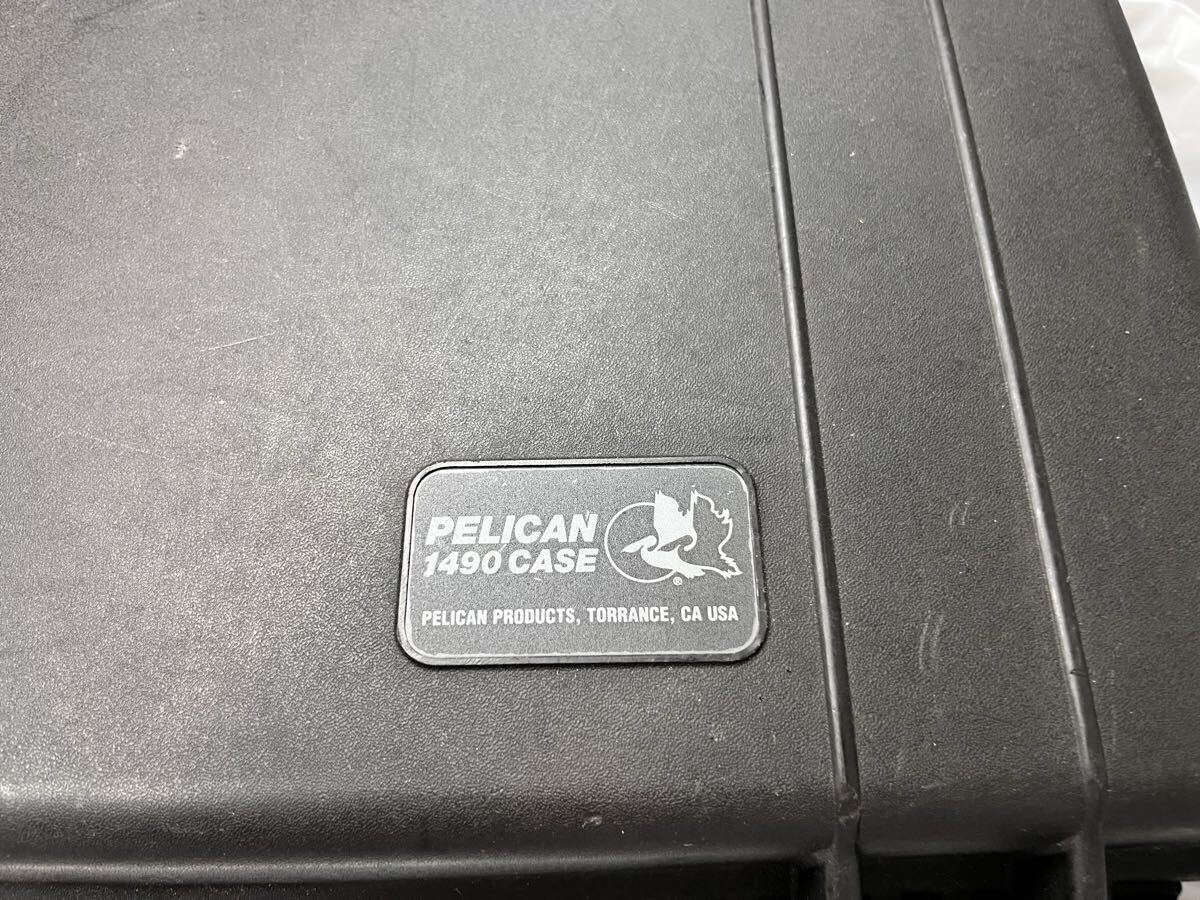 PELICAN
1490 CASE
®
PELICAN PRODUCTS, TORRANCE, CA USA